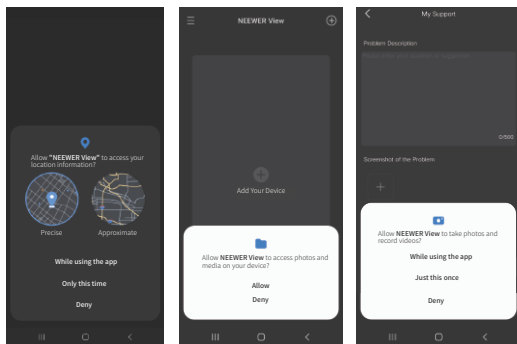 Allow "NEEWER View" to access your
location information?
Precise
Approximate
While using the app
Only this time
Deny
NEEWER View
Add Your Device
Allow NEEWER View to access photos and
media on your device?
Allow
Deny
My Support
Problem Description
0/500
Screenshot of the Problem
Allow NEEWER View to take photos and
record videos?
While using the app
Just this once
Deny